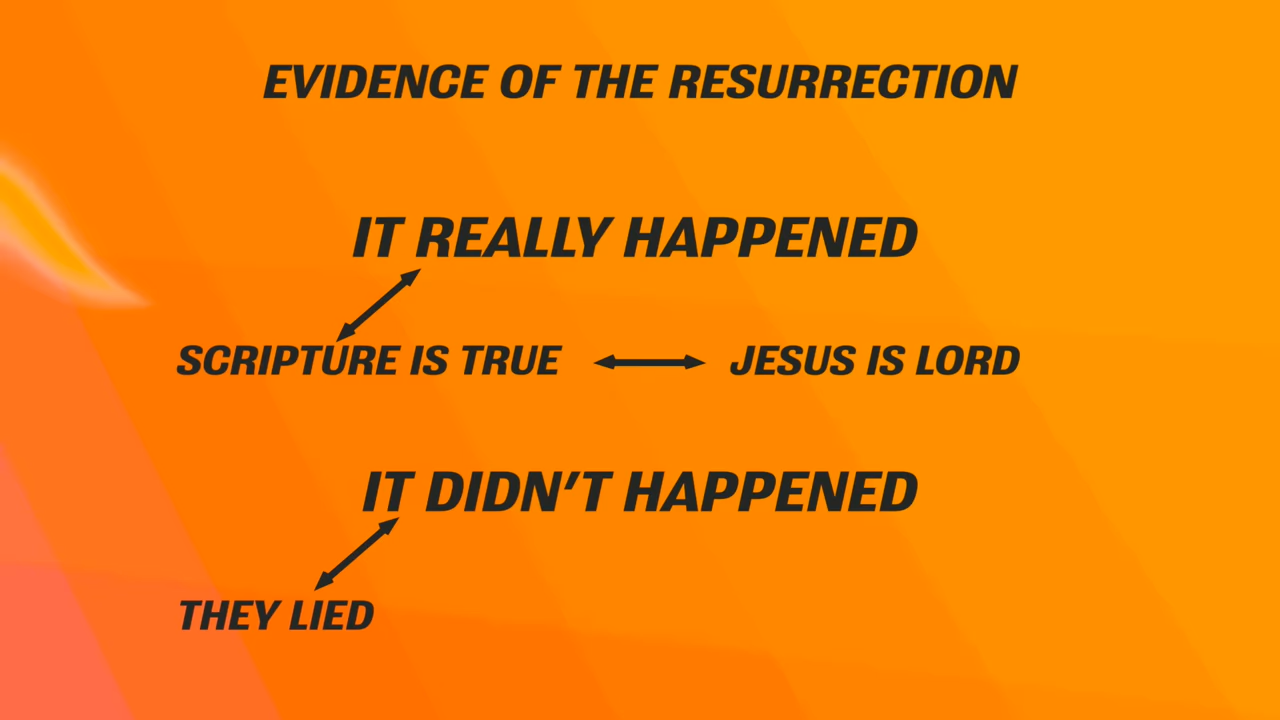 EVIDENCE OF THE RESURRECTION
IT REALLY HAPPENED
SCRIPTURE IS TRUE JESUS IS LORD
IT DIDN'T HAPPENED
THEY LIED